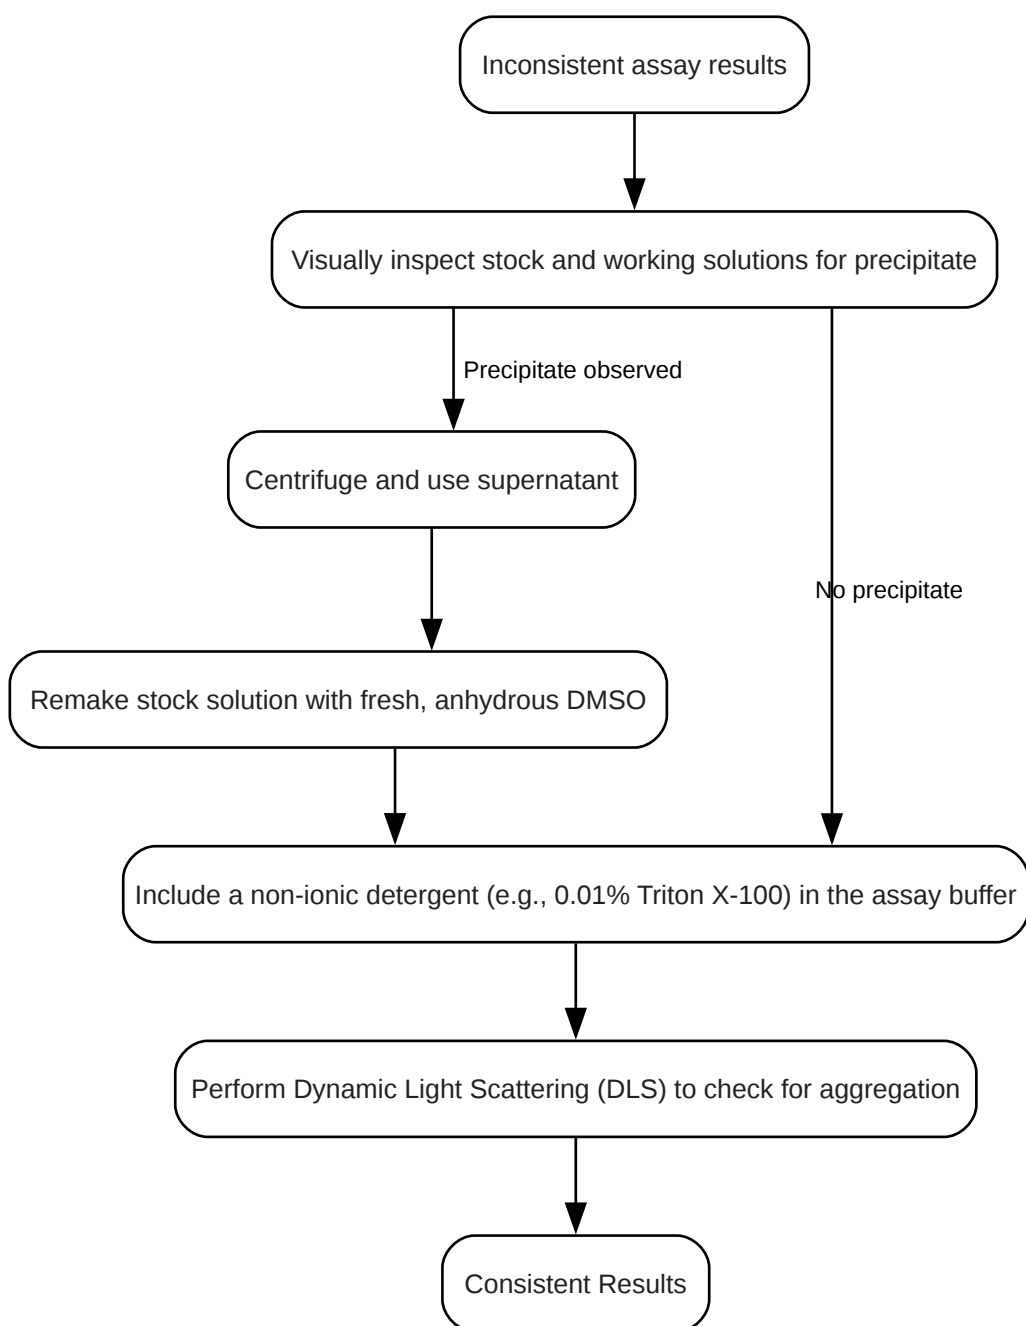 Inconsistent assay results
Visually inspect stock and working solutions for precipitate
Precipitate observed
Centrifuge and use supernatant
No precipitate
Remake stock solution with fresh, anhydrous DMSO
Include a non-ionic detergent (e.g., 0.01% Triton X-100) in the assay buffer
Perform Dynamic Light Scattering (DLS) to check for aggregation
Consistent Results